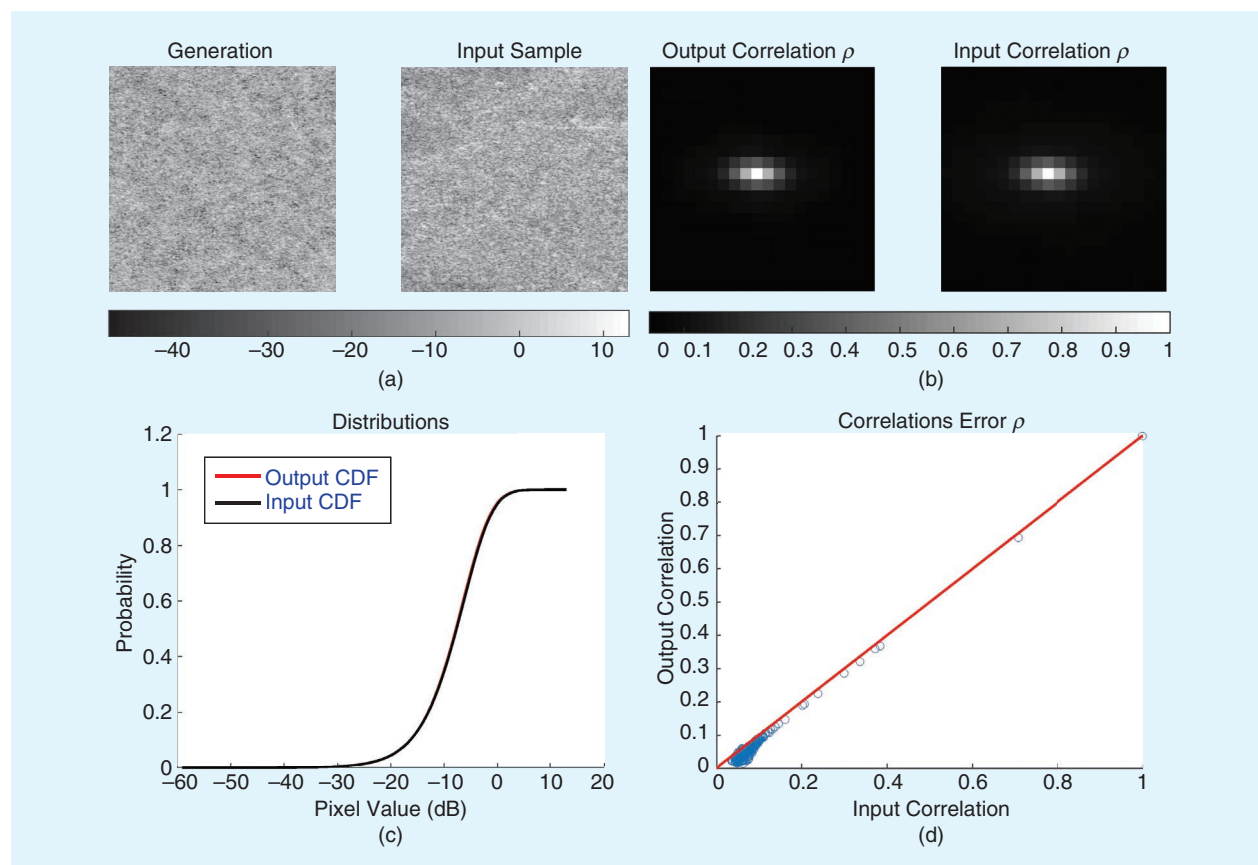 Generation
Input Sample
Output Correlation ρ
Input Correlation ρ
−40 −30 −20 −10 0 10
(a)
0 0.1 0.2 0.3 0.4 0.5 0.6 0.7 0.8 0.9 1
(b)
Distributions
1.2
1
0.8
0.6
0.4
0.2
0
Probability
Output CDF
Input CDF
−60 −50 −40 −30 −20 −10 0 10 20
Pixel Value (dB)
(c)
Correlations Error ρ
1
0.9
0.8
0.7
0.6
0.5
0.4
0.3
0.2
0.1
0
Output Correlation
0 0.2 0.4 0.6 0.8 1
Input Correlation
(d)